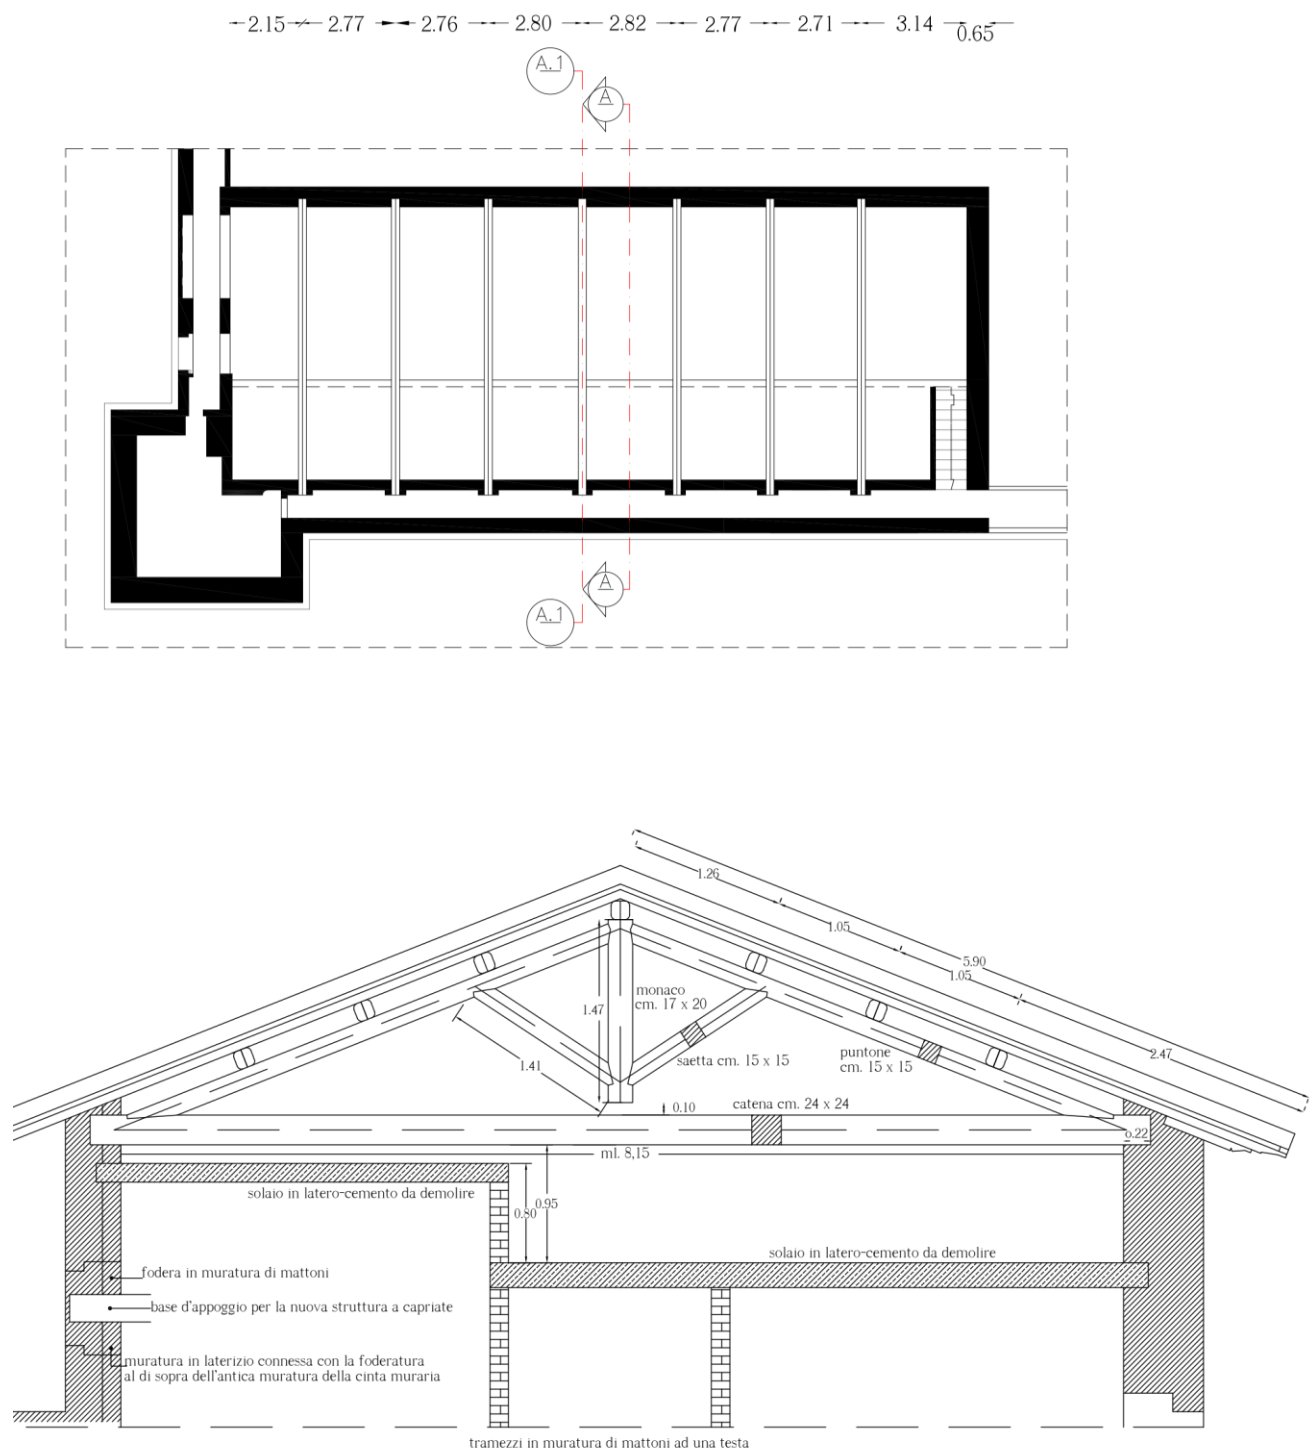 2.15 2.77 2.76 2.80 2.82 2.77 2.71 3.14 0.65
A.1
A
A
A.1
1.26
1.05
5.90
1.05
2.47
monaco
cm. 17 x 20
1.47
saetta cm. 15 x 15
puntone
cm. 15 x 15
1.41
0.10
catena cm. 24 x 24
0.22
ml. 8,15
solaio in latero-cemento da demolire
0.80
0.95
solaio in latero-cemento da demolire
fodera in muratura di mattoni
base d'appoggio per la nuova struttura a capriate
muratura in laterizio connessa con la foderatura
al di sopra dell'antica muratura della cinta muraria
tramezzi in muratura di mattoni ad una testa